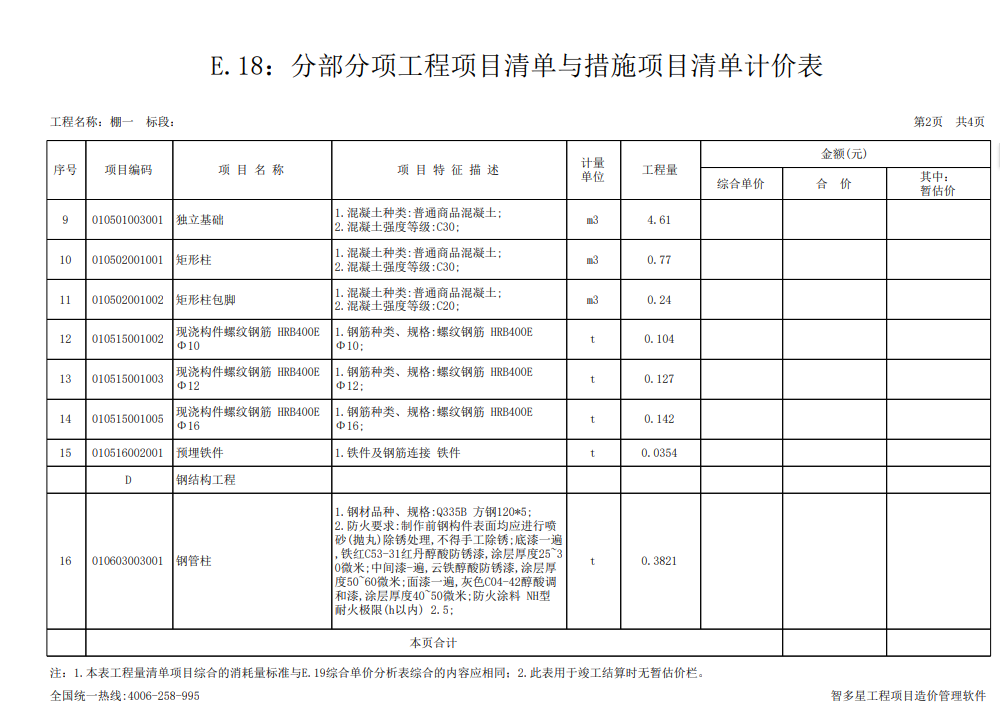 E.18：分部分项工程项目清单与措施项目清单计价表
工程名称：棚一 标段： 第2页 共4页
序号 项目编码 项 目 名 称 项 目 特 征 描 述 计量单位 工程量 金额(元)
综合单价 合 价 其中：暂估价
9 010501003001 独立基础 1.混凝土种类:普通商品混凝土; m3 4.61
2.混凝土强度等级:C30;
10 010502001001 矩形柱 1.混凝土种类:普通商品混凝土; m3 0.77
2.混凝土强度等级:C30;
11 010502001002 矩形柱包脚 1.混凝土种类:普通商品混凝土; m3 0.24
2.混凝土强度等级:C20;
12 010515001002 现浇构件螺纹钢筋 HRB400E 1.钢筋种类、规格:螺纹钢筋 HRB400E t 0.104
Φ10 Φ10;
13 010515001003 现浇构件螺纹钢筋 HRB400E 1.钢筋种类、规格:螺纹钢筋 HRB400E t 0.127
Φ12 Φ12;
14 010515001005 现浇构件螺纹钢筋 HRB400E 1.钢筋种类、规格:螺纹钢筋 HRB400E t 0.142
Φ16 Φ16;
15 010516002001 预埋铁件 1.铁件及钢筋连接 铁件 t 0.0354
D 钢结构工程
16 010603003001 钢管柱 t 0.3821
1.钢材品种、规格:Q335B 方钢120*5;
2.防火要求:制作前钢构件表面均应进行喷
砂(抛丸)除锈处理,不得手工除锈;底漆一遍
,铁红C53-31红丹醇酸防锈漆,涂层厚度25~3
0微米;中间漆-遍,云铁醇酸防锈漆,涂层厚
度50~60微米;面漆一遍,灰色C04-42醇酸调
和漆,涂层厚度40~50微米;防火涂料 NH型
耐火极限(h以内) 2.5;
本页合计
注：1.本表工程量清单项目综合的消耗量标准与E.19综合单价分析表综合的内容应相同；2.此表用于竣工结算时无暂估价栏。
全国统一热线:4006-258-995 智多星工程项目造价管理软件